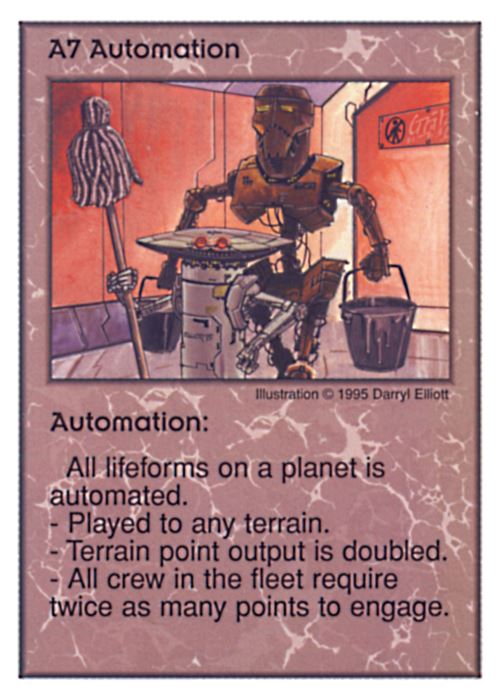 A7 Automation
Illustration © 1995 Darryl Elliott
Automation:
All lifeforms on a planet is
automated.
- Played to any terrain.
- Terrain point output is doubled.
- All crew in the fleet require
twice as many points to engage.